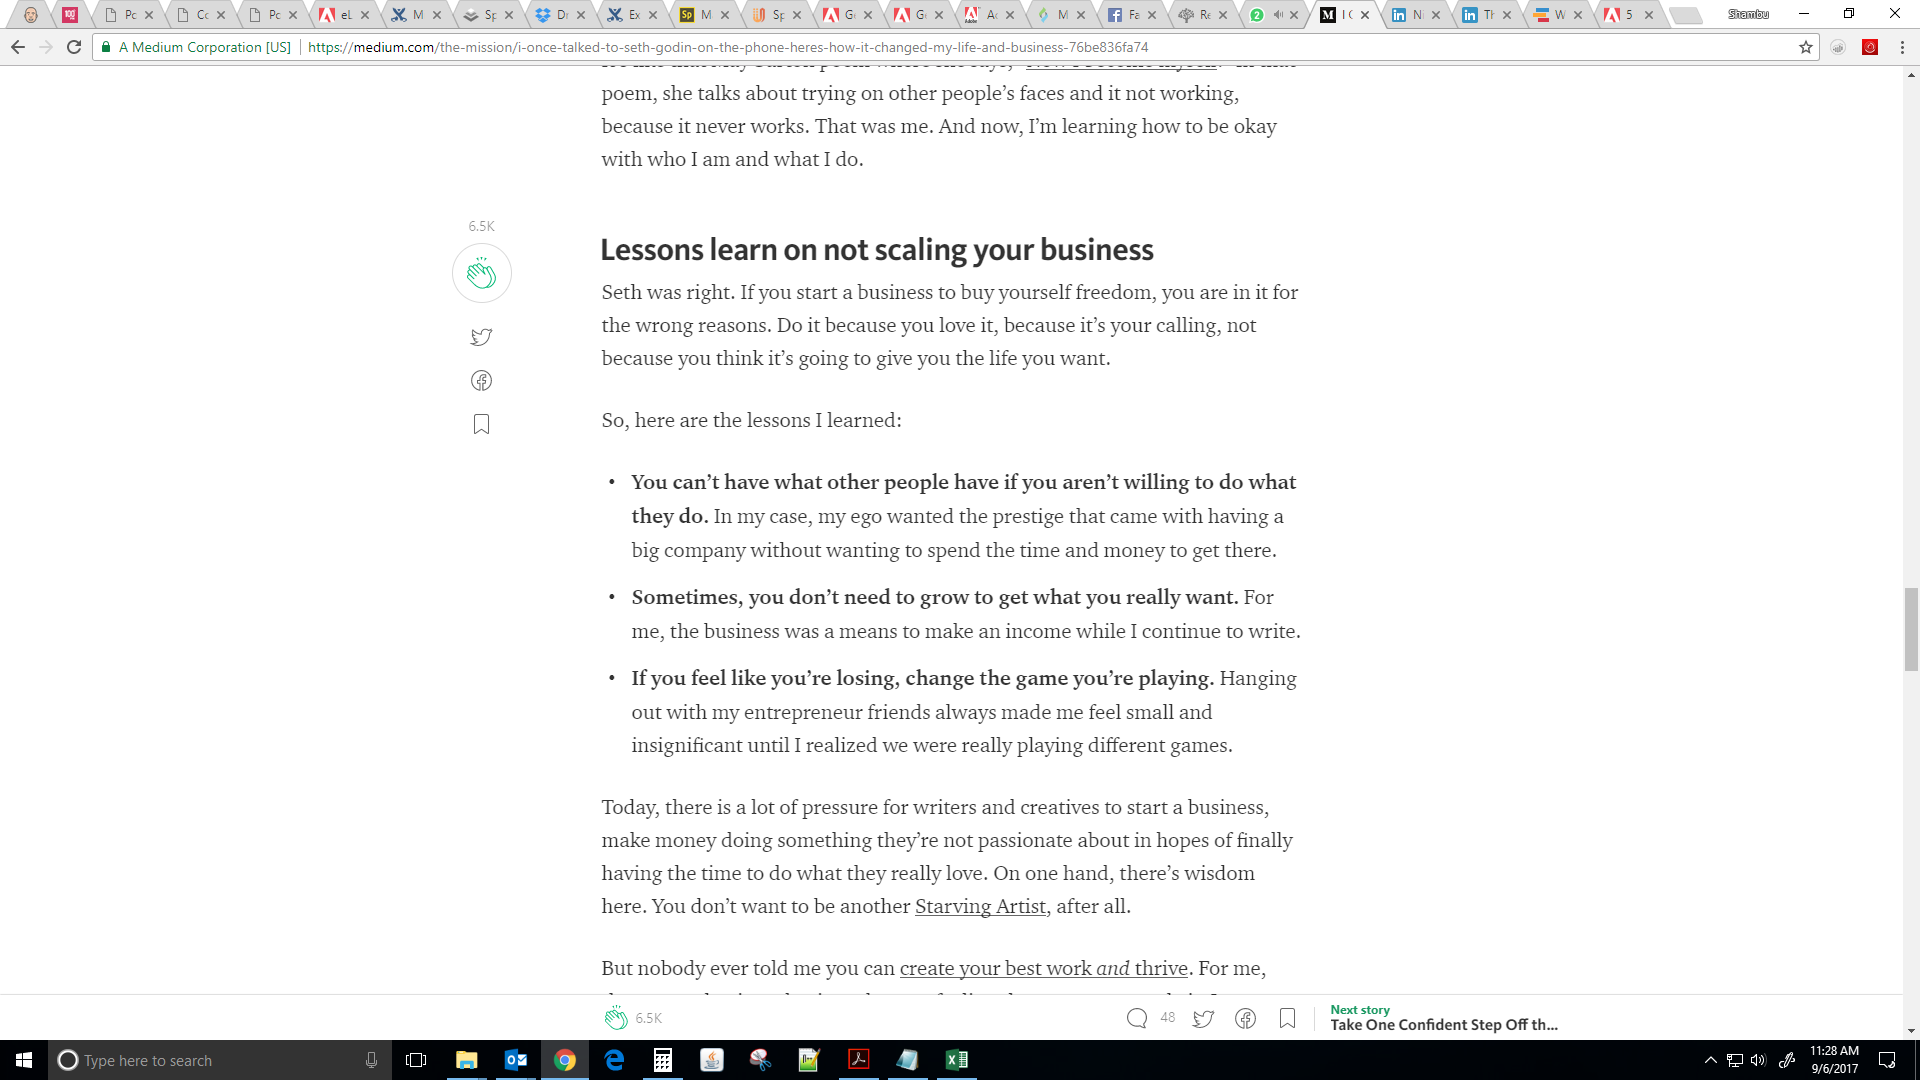 Pc
Cc
Pc
eL
M
Sp
Dr
Ex
Sp
M
Sp
Ge
Ge
Ac
M
Fa
Re
2
M
I C
in
Ni
in
Th
W
5
Shambu
A Medium Corporation [US]
https://medium.com/the-mission/i-once-talked-to-seth-godin-on-the-phone-heres-how-it-changed-my-life-and-business-76be836fa74
poem, she talks about trying on other people’s faces and it not working,
because it never works. That was me. And now, I’m learning how to be okay
with who I am and what I do.
6.5K
Lessons learn on not scaling your business
Seth was right. If you start a business to buy yourself freedom, you are in it for
the wrong reasons. Do it because you love it, because it’s your calling, not
because you think it’s going to give you the life you want.
So, here are the lessons I learned:
• You can’t have what other people have if you aren’t willing to do what
they do. In my case, my ego wanted the prestige that came with having a
big company without wanting to spend the time and money to get there.
• Sometimes, you don’t need to grow to get what you really want. For
me, the business was a means to make an income while I continue to write.
• If you feel like you’re losing, change the game you’re playing. Hanging
out with my entrepreneur friends always made me feel small and
insignificant until I realized we were really playing different games.
Today, there is a lot of pressure for writers and creatives to start a business,
make money doing something they’re not passionate about in hopes of finally
having the time to do what they really love. On one hand, there’s wisdom
here. You don’t want to be another Starving Artist, after all.
But nobody ever told me you can create your best work and thrive. For me,
6.5K
48
Next story
Take One Confident Step Off th...
Type here to search
11:28 AM
9/6/2017